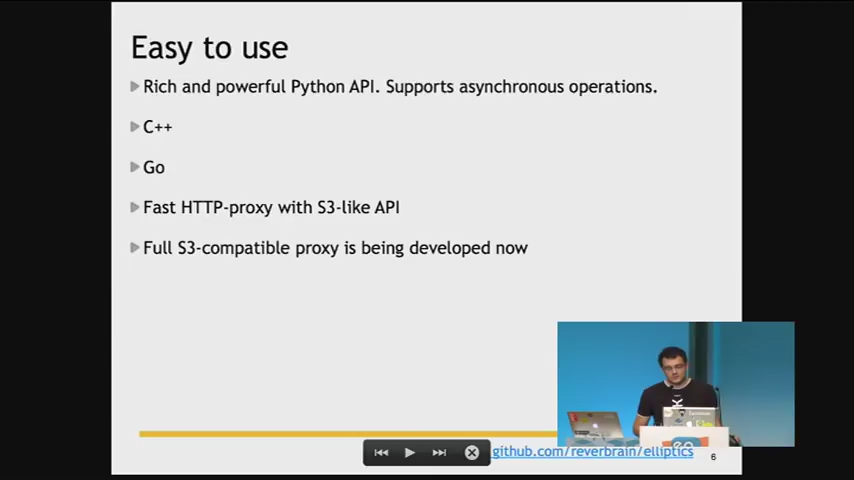 Easy to use
Rich and powerful Python API. Supports asynchronous operations.
C++
Go
Fast HTTP-proxy with S3-like API
Full S3-compatible proxy is being developed now
github.com/reverbrain/elliptics
6